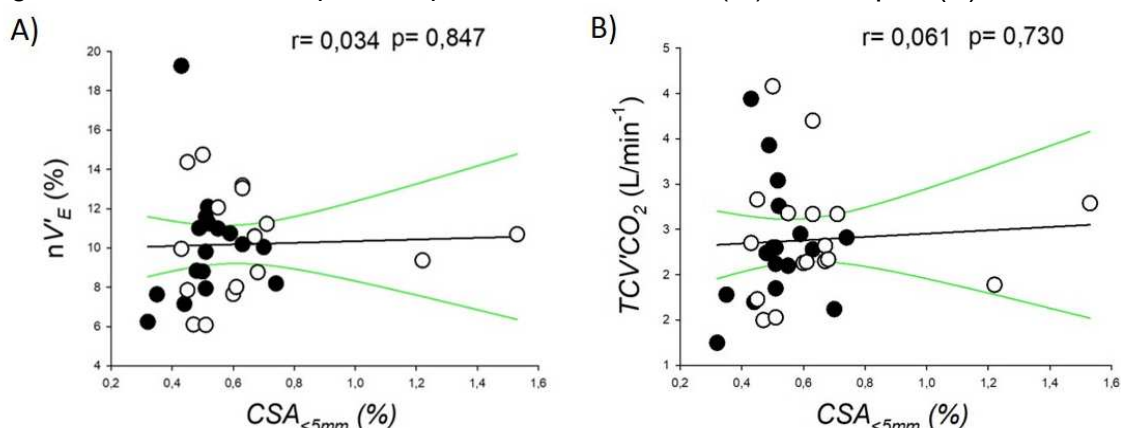 A)
r= 0,034 p= 0,847
nV'E (%)
20
18
16
14
12
10
8
6
4
0,2 0,4 0,6 0,8 1,0 1,2 1,4 1,6
CSA<5mm (%)
B)
r= 0,061 p= 0,730
TCV'CO2 (L/min-1)
5
4
4
3
3
2
2
1
0,2 0,4 0,6 0,8 1,0 1,2 1,4 1,6
CSA<5mm (%)